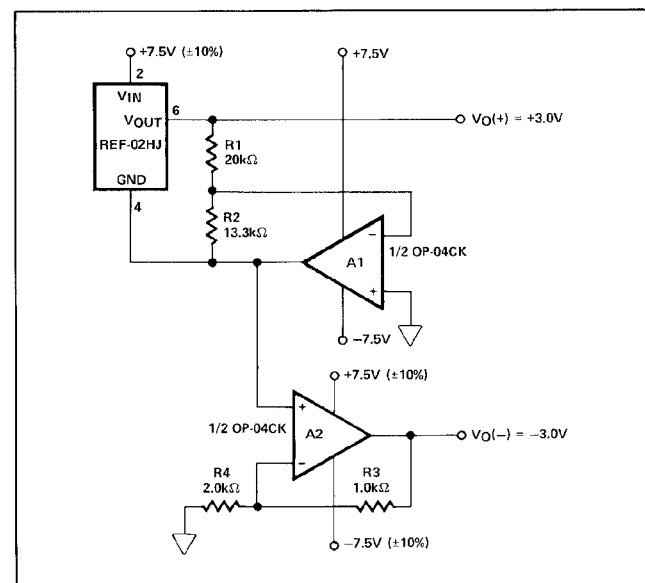 +7.5V (±10%)
2
VIN
VOUT
6
REF-02HJ
GND
4
R1
20kΩ
R2
13.3kΩ
+7.5V
VO(+) = +3.0V
−
A1
+
1/2 OP-04CK
−7.5V
+7.5V (±10%)
+
A2
−
1/2 OP-04CK
VO(−) = −3.0V
R4
2.0kΩ
R3
1.0kΩ
−7.5V (±10%)